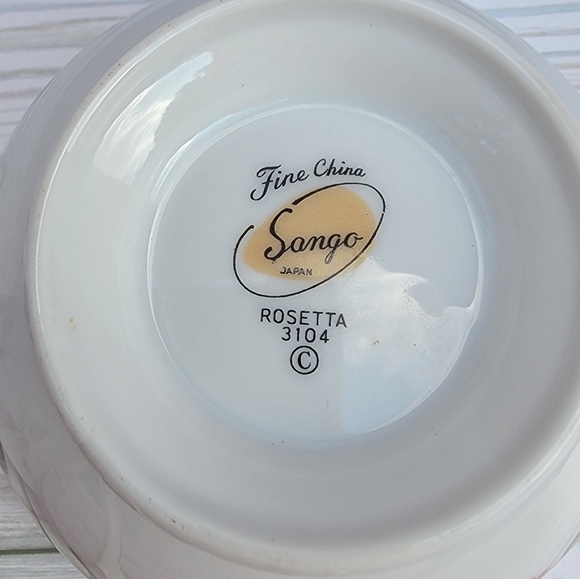 Fine China
Sango
JAPAN
ROSETTA
3104
©